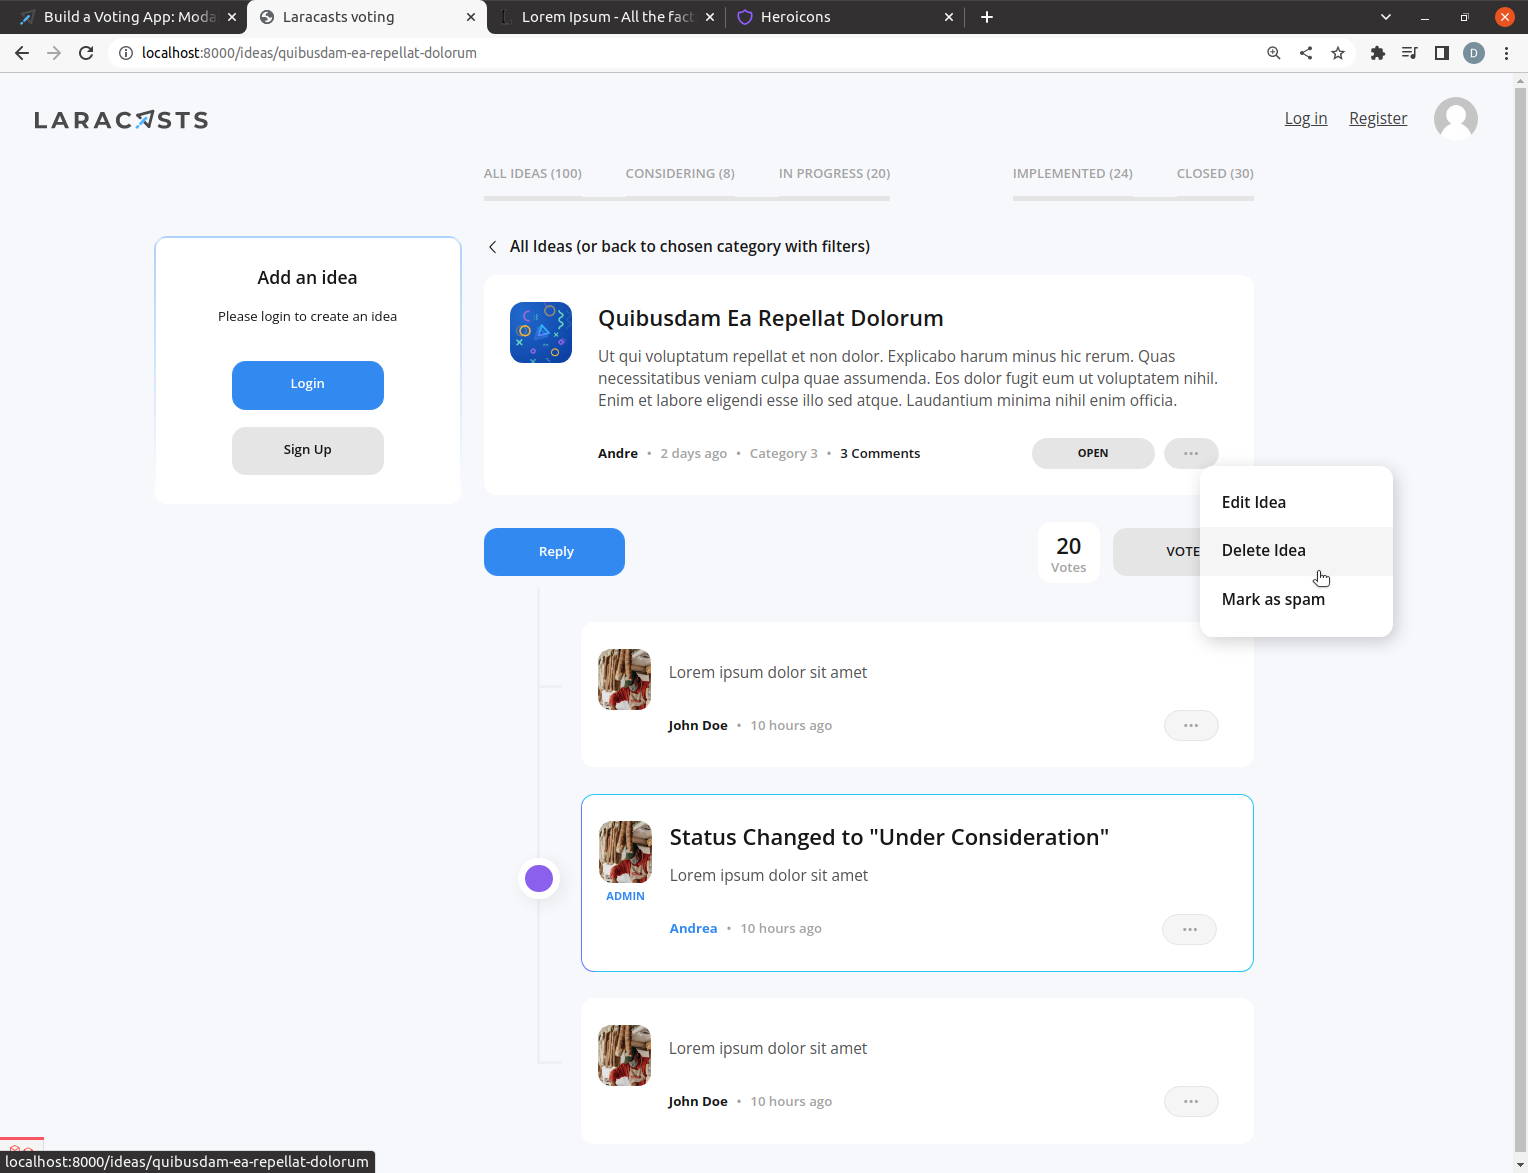 Build a Voting App: Moda
Laracasts voting
Lorem Ipsum - All the fact
Heroicons
localhost:8000/ideas/quibusdam-ea-repellat-dolorum
D
LARACASTS
Log in
Register
ALL IDEAS (100)
CONSIDERING (8)
IN PROGRESS (20)
IMPLEMENTED (24)
CLOSED (30)
Add an idea
Please login to create an idea
Login
Sign Up
All Ideas (or back to chosen category with filters)
Quibusdam Ea Repellat Dolorum
Ut qui voluptatum repellat et non dolor. Explicabo harum minus hic rerum. Quas
necessitatibus veniam culpa quae assumenda. Eos dolor fugit eum ut voluptatem nihil.
Enim et labore eligendi esse illo sed atque. Laudantium minima nihil enim officia.
Andre • 2 days ago • Category 3 • 3 Comments
OPEN
Edit Idea
Delete Idea
Mark as spam
Reply
20
Votes
VOTE
Lorem ipsum dolor sit amet
John Doe • 10 hours ago
Status Changed to "Under Consideration"
Lorem ipsum dolor sit amet
ADMIN
Andrea • 10 hours ago
Lorem ipsum dolor sit amet
John Doe • 10 hours ago
localhost:8000/ideas/quibusdam-ea-repellat-dolorum